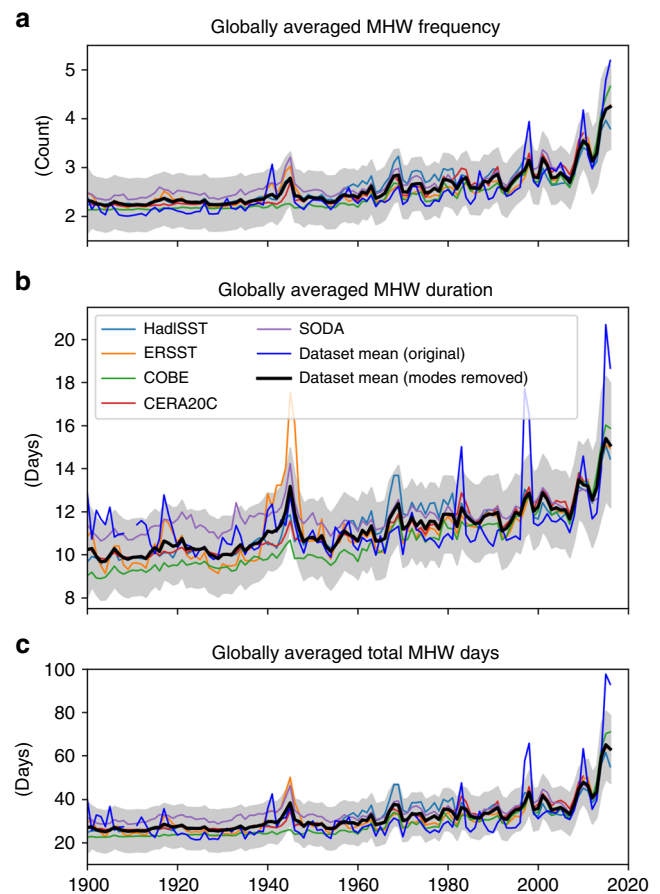 a
Globally averaged MHW frequency
5
4
3
2
(Count)
b
Globally averaged MHW duration
HadISST
ERSST
COBE
CERA20C
SODA
Dataset mean (original)
Dataset mean (modes removed)
20
18
16
14
12
10
8
(Days)
c
Globally averaged total MHW days
100
80
60
40
20
(Days)
1900 1920 1940 1960 1980 2000 2020